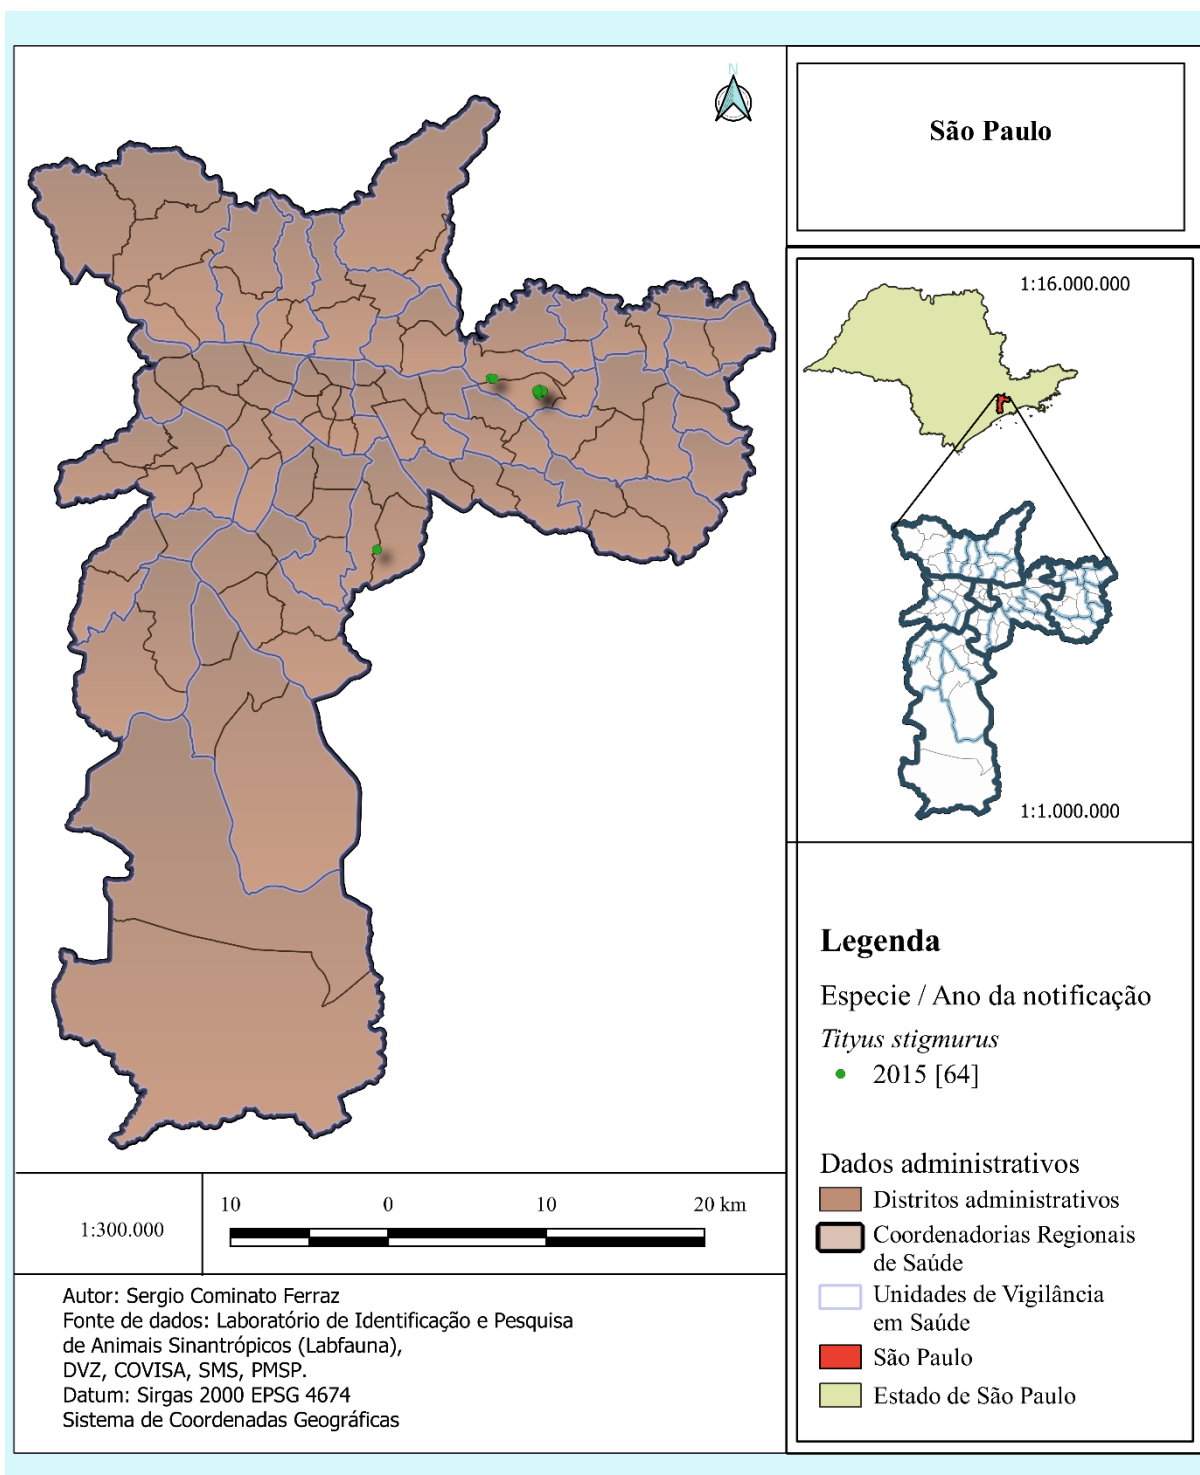 N
São Paulo
1:16.000.000
1:1.000.000
Legenda
Especie / Ano da notificação
Tityus stigmurus
2015 [64]
Dados administrativos
Distritos administrativos
Coordenadorias Regionais
de Saúde
Unidades de Vigilância
em Saúde
São Paulo
Estado de São Paulo
1:300.000
10 0 10 20 km
Autor: Sergio Cominato Ferraz
Fonte de dados: Laboratório de Identificação e Pesquisa
de Animais Sinantrópicos (Labfauna),
DVZ, COVISA, SMS, PMSP.
Datum: Sirgas 2000 EPSG 4674
Sistema de Coordenadas Geográficas